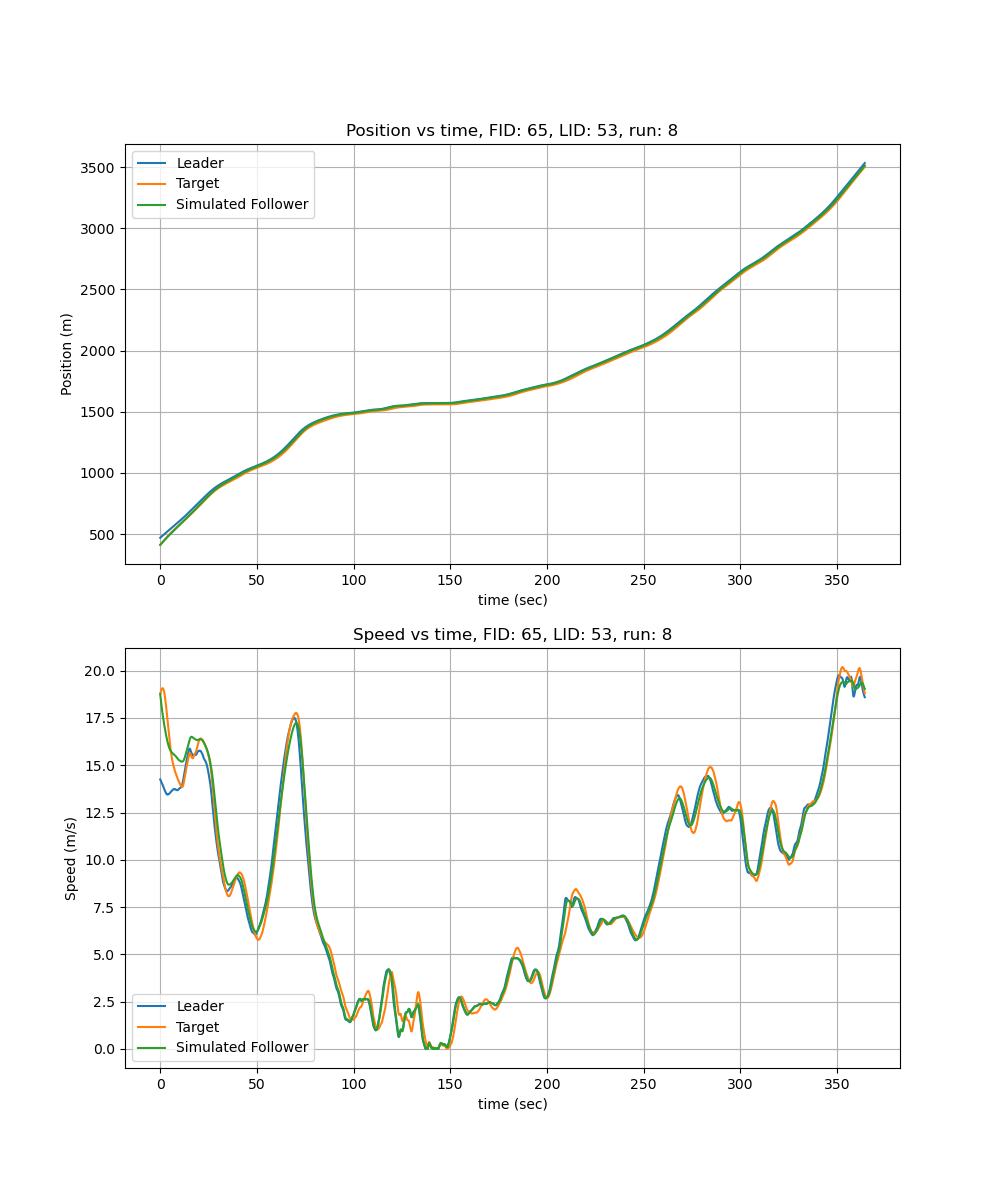 Position vs time, FID: 65, LID: 53, run: 8
Leader
Target
Simulated Follower
3500
3000
2500
2000
1500
1000
500
Position (m)
0 50 100 150 200 250 300 350
time (sec)
Speed vs time, FID: 65, LID: 53, run: 8
20.0
17.5
15.0
12.5
10.0
7.5
5.0
2.5
0.0
Speed (m/s)
Leader
Target
Simulated Follower
0 50 100 150 200 250 300 350
time (sec)